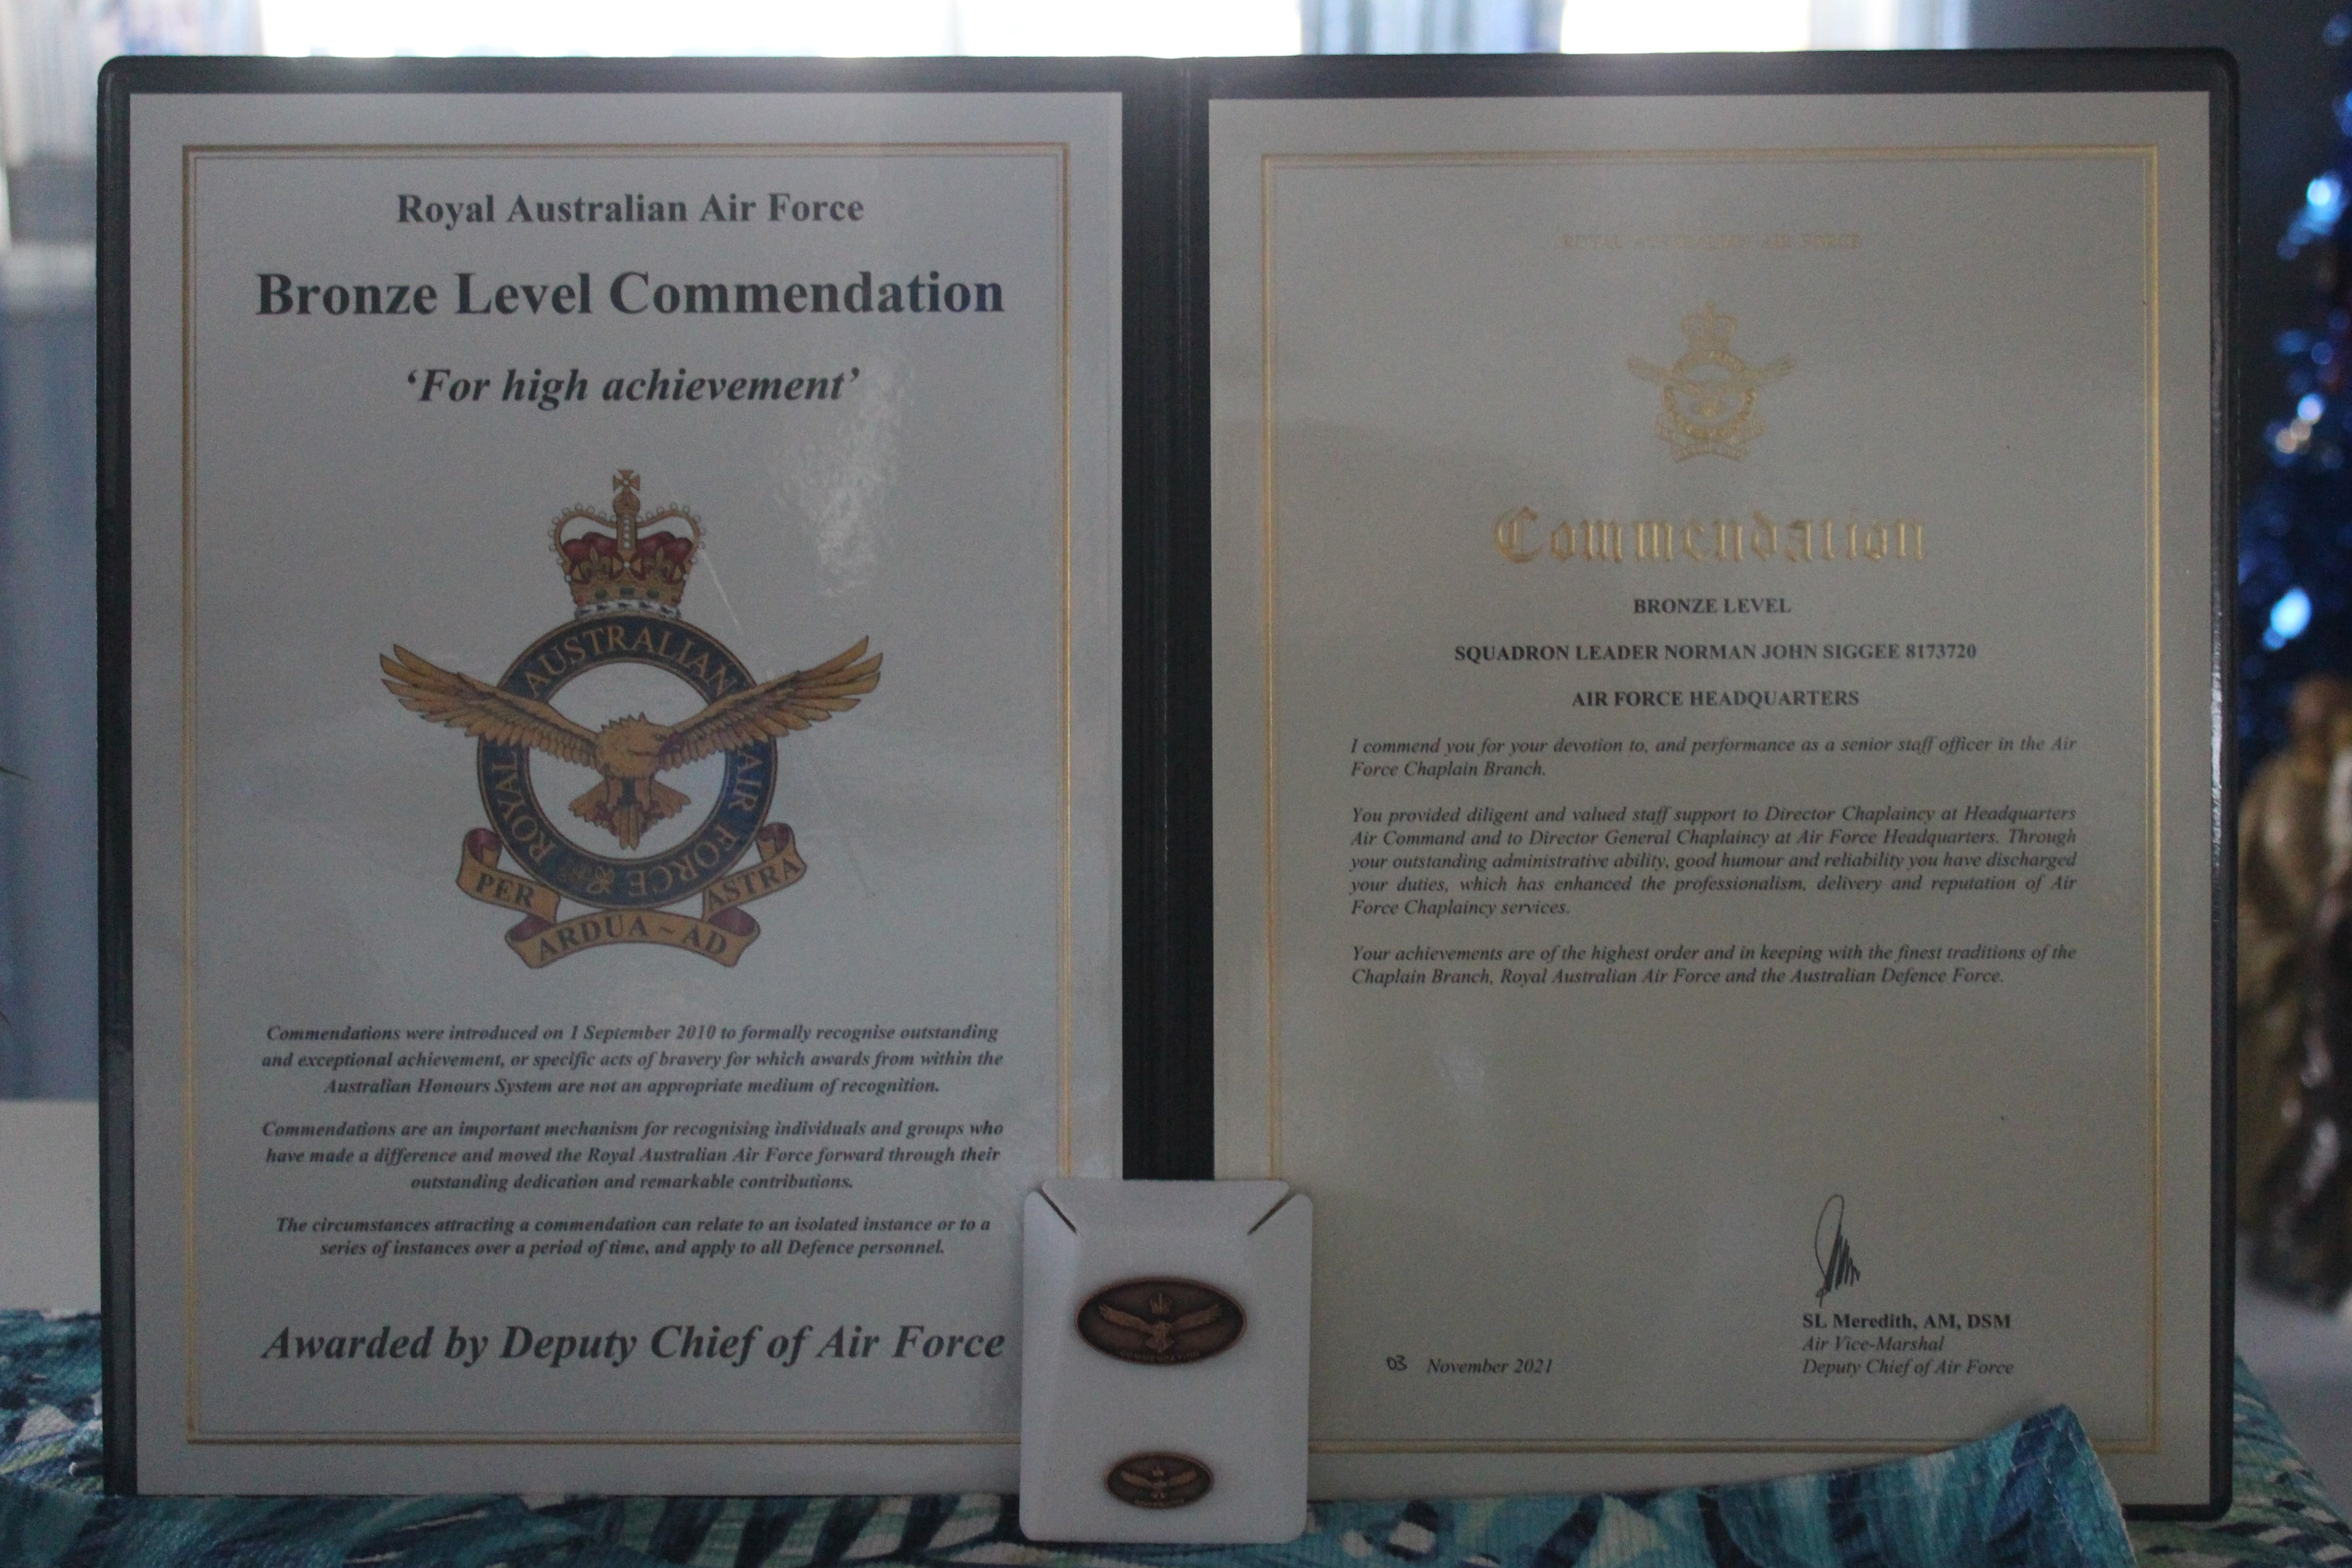 Royal Australian Air Force
Bronze Level Commendation
‘For high achievement’
ROYAL AUSTRALIAN AIR FORCE
PER ARDUA ~ AD ASTRA
Commendations were introduced on 1 September 2010 to formally recognise outstanding
and exceptional achievement, or specific acts of bravery for which awards from within the
Australian Honours System are not an appropriate medium of recognition.
Commendations are an important mechanism for recognising individuals and groups who
have made a difference and moved the Royal Australian Air Force forward through their
outstanding dedication and remarkable contributions.
The circumstances attracting a commendation can relate to an isolated instance or to a
series of instances over a period of time, and apply to all Defence personnel.
Awarded by Deputy Chief of Air Force
ROYAL AUSTRALIAN AIR FORCE
Commendation
BRONZE LEVEL
SQUADRON LEADER NORMAN JOHN SIGGEE 8173720
AIR FORCE HEADQUARTERS
I commend you for your devotion to, and performance as a senior staff officer in the Air
Force Chaplain Branch.
You provided diligent and valued staff support to Director Chaplaincy at Headquarters
Air Command and to Director General Chaplaincy at Air Force Headquarters. Through
your outstanding administrative ability, good humour and reliability you have discharged
your duties, which has enhanced the professionalism, delivery and reputation of Air
Force Chaplaincy services.
Your achievements are of the highest order and in keeping with the finest traditions of the
Chaplain Branch, Royal Australian Air Force and the Australian Defence Force.
SL Meredith, AM, DSM
Air Vice-Marshal
Deputy Chief of Air Force
03 November 2021
COMMENDATION